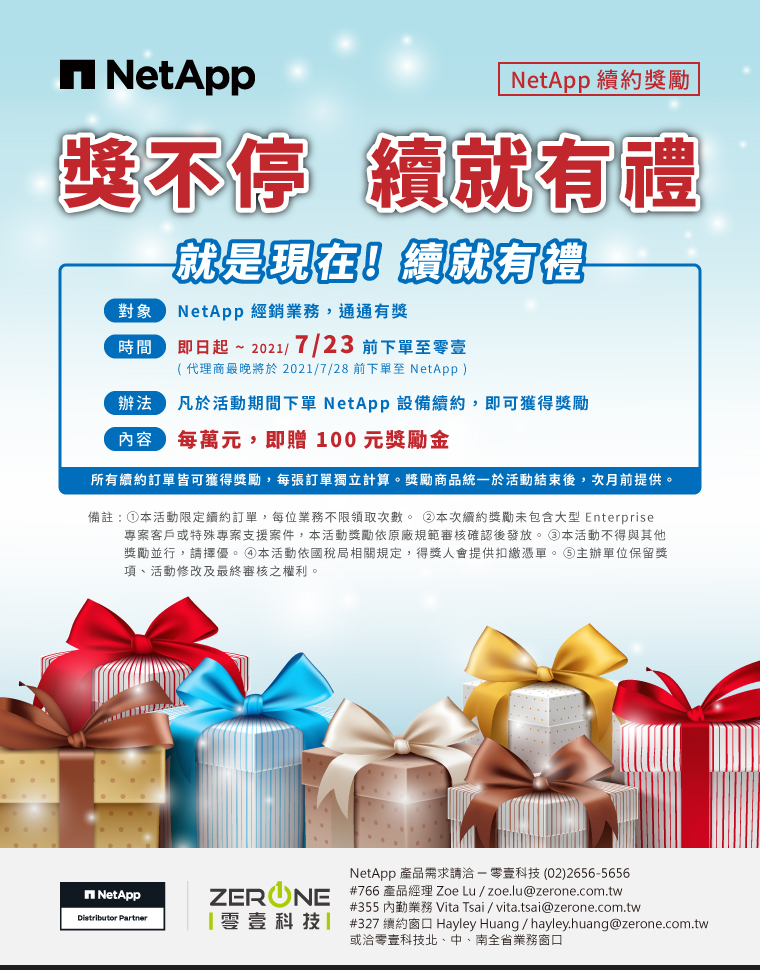 NetApp
NetApp 續約獎勵
獎不停 續就有禮
就是現在! 續就有禮
對象 NetApp 經銷業務，通通有獎
時間 即日起 ~ 2021/ 7/23 前下單至零壹
( 代理商最晚將於 2021/7/28 前下單至 NetApp )
辦法 凡於活動期間下單 NetApp 設備續約，即可獲得獎勵
內容 每萬元，即贈 100 元獎勵金
所有續約訂單皆可獲得獎勵，每張訂單獨立計算。獎勵商品統一於活動結束後，次月前提供。
備註：①本活動限定續約訂單，每位業務不限領取次數。 ②本次續約獎勵未包含大型 Enterprise
專案客戶或特殊專案支援案件，本活動獎勵依原廠規範審核確認後發放。③本活動不得與其他
獎勵並行，請擇優。④本活動依國稅局相關規定，得獎人會提供扣繳憑單。⑤主辦單位保留獎
項、活動修改及最終審核之權利。
NetApp
Distributor Partner
ZERONE
零壹科技
NetApp 產品需求請洽 – 零壹科技 (02)2656-5656
#766 產品經理 Zoe Lu / zoe.lu@zerone.com.tw
#355 內勤業務 Vita Tsai / vita.tsai@zerone.com.tw
#327 續約窗口 Hayley Huang / hayley.huang@zerone.com.tw
或洽零壹科技北、中、南全省業務窗口